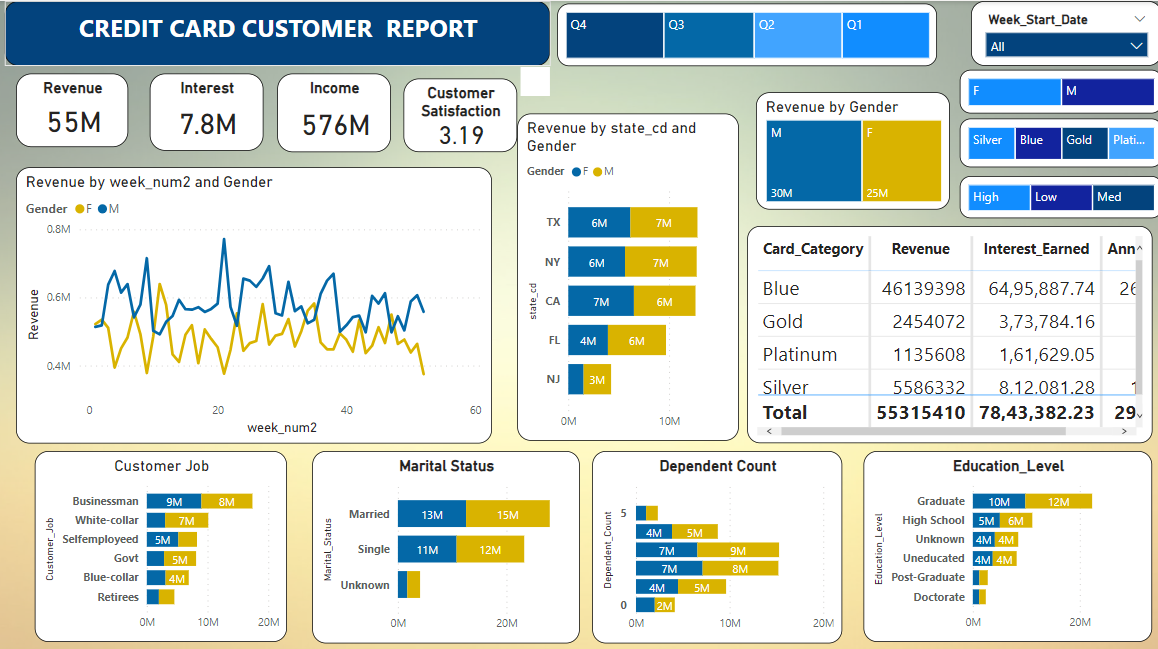 CREDIT CARD CUSTOMER REPORT
Q4 Q3 Q2 Q1
Week_Start_Date
All
Revenue
55M
Interest
7.8M
Income
576M
Customer
Satisfaction
3.19
F M
Silver Blue Gold Plati...
High Low Med
Revenue by week_num2 and Gender
Gender F M
0.8M
0.6M
0.4M
Revenue
0 20 40 60
week_num2
Revenue by state_cd and
Gender
Gender F M
state_cd
TX 6M 7M
NY 6M 7M
CA 7M 6M
FL 4M 6M
NJ 3M
0M 10M
Revenue by Gender
M F
30M 25M
Card_Category Revenue Interest_Earned Ann
Blue 46139398 64,95,887.74 26
Gold 2454072 3,73,784.16
Platinum 1135608 1,61,629.05
Silver 5586332 8,12,081.28 1
Total 55315410 78,43,382.23 29
Customer Job
Customer_Job
Businessman 9M 8M
White-collar 7M
Selfemployeed 5M
Govt 5M
Blue-collar 4M
Retirees
0M 10M 20M
Marital Status
Marital_Status
Married 13M 15M
Single 11M 12M
Unknown
0M 20M
Dependent Count
Dependent_Count
5
4M 5M
7M 9M
7M 8M
4M 5M
0 2M
0M 10M 20M
Education_Level
Education_Level
Graduate 10M 12M
High School 5M 6M
Unknown 4M 4M
Uneducated 4M 4M
Post-Graduate
Doctorate
0M 20M